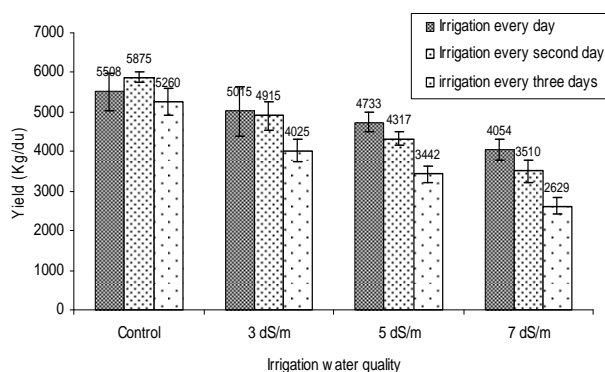 Irrigation every day
Irrigation every second day
irrigation every three days
Yield (Kg/du)
7000
6000
5000
4000
3000
2000
1000
0
5508
5875
5260
5015
4915
4025
4733
4317
3442
4054
3510
2629
Control
3 dS/m
5 dS/m
7 dS/m
Irrigation water quality